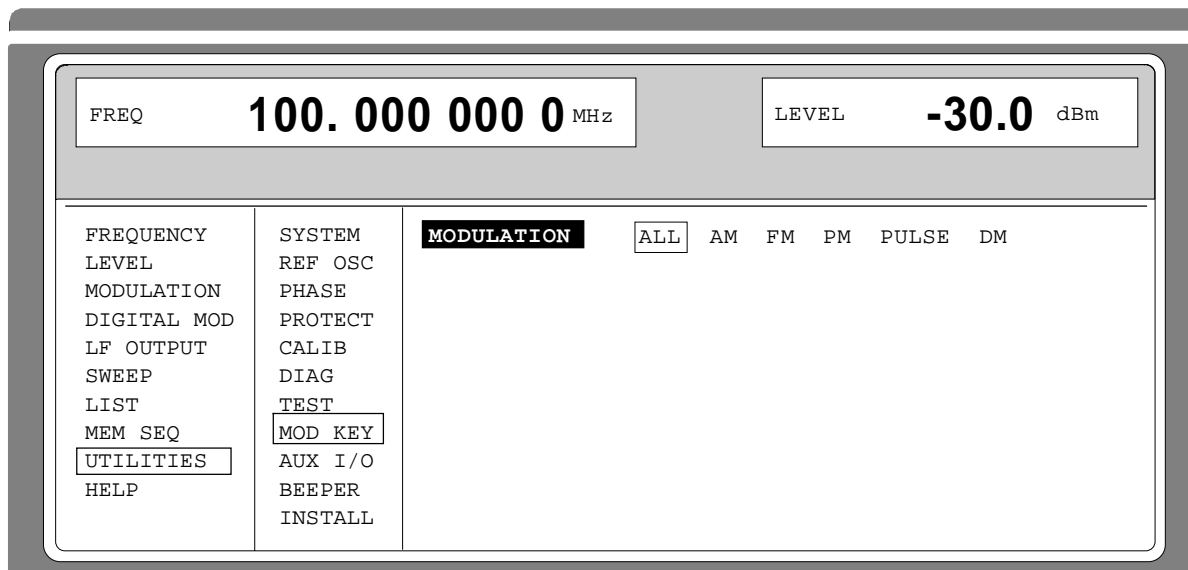 FREQ 100. 000 000 0 MHz
LEVEL -30.0 dBm
FREQUENCY
LEVEL
MODULATION
DIGITAL MOD
LF OUTPUT
SWEEP
LIST
MEM SEQ
UTILITIES
HELP
SYSTEM
REF OSC
PHASE
PROTECT
CALIB
DIAG
TEST
MOD KEY
AUX I/O
BEEPER
INSTALL
MODULATION ALL AM FM PM PULSE DM